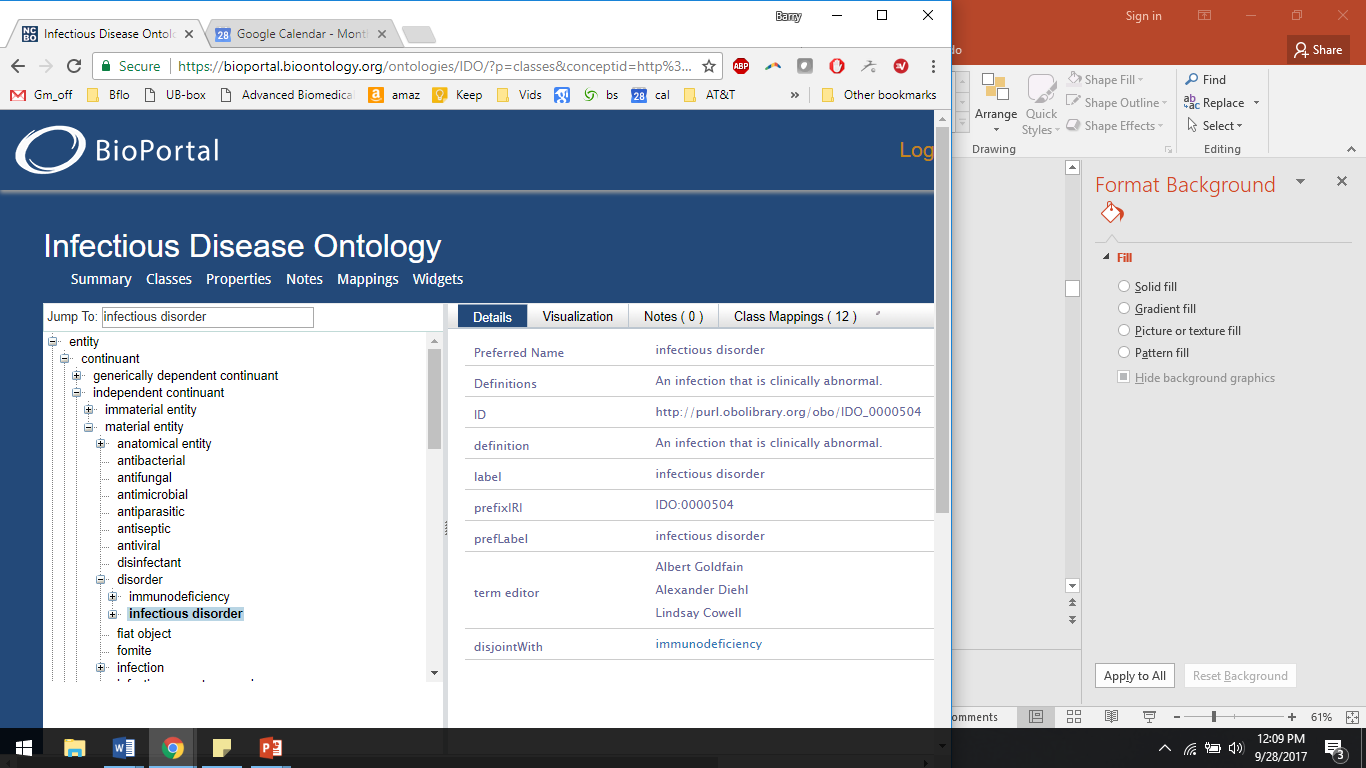 Barry
Infectious Disease Ontolo
Google Calendar - Month
Secure
https://bioportal.bioontology.org/ontologies/IDO/?p=classes&conceptid=http%3...
ABP
Gm_off
Bflo
UB-box
Advanced Biomedica
amaz
Keep
Vids
bs
cal
AT&T
»
Other bookmarks
BioPortal
Log
Infectious Disease Ontology
Summary Classes Properties Notes Mappings Widgets
Jump To: infectious disorder
entity
continuant
generically dependent continuant
independent continuant
immaterial entity
material entity
anatomical entity
antibacterial
antifungal
antimicrobial
antiparasitic
antiseptic
antiviral
disinfectant
disorder
immunodeficiency
infectious disorder
fiat object
fomite
infection
Details Visualization Notes ( 0 ) Class Mappings ( 12 )
Preferred Name infectious disorder
Definitions An infection that is clinically abnormal.
ID http://purl.obolibrary.org/obo/IDO_0000504
definition An infection that is clinically abnormal.
label infectious disorder
prefixIRI IDO:0000504
prefLabel infectious disorder
term editor
Albert Goldfain
Alexander Diehl
Lindsay Cowell
disjointWith immunodeficiency
Sign in
do
Share
Arrange
Quick
Styles
Shape Fill
Shape Outline
Shape Effects
Drawing
Find
Replace
Select
Editing
Format Background
Fill
Solid fill
Gradient fill
Picture or texture fill
Pattern fill
Hide background graphics
Apply to All
Reset Background
omments
61%
12:09 PM
9/28/2017
3